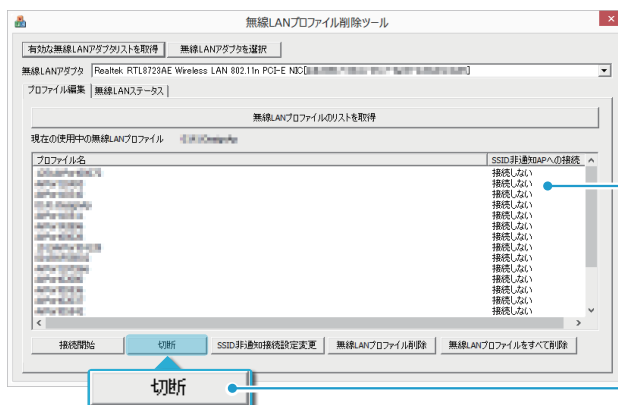 無線LANプロファイル削除ツール
有効な無線LANアダプタリストを取得 無線LANアダプタを選択
無線LANアダプタ Realtek RTL8723AE Wireless LAN 802.11n PCI-E NIC[
プロファイル編集 無線LANステータス
無線LANプロファイルのリストを取得
現在の使用中の無線LANプロファイル
プロファイル名 SSID非通知APへの接続
接続しない
接続しない
接続しない
接続しない
接続しない
接続しない
接続しない
接続しない
接続しない
接続しない
接続しない
接続しない
接続しない
接続しない
接続開始 切断 SSID非通知接続設定変更 無線LANプロファイル削除 無線LANプロファイルをすべて削除
切断